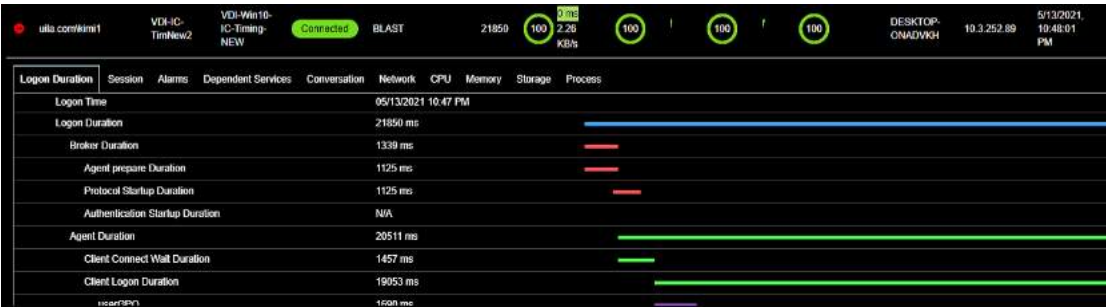 uila.com\kimi1 VDI-IC-TimNew2 VDI-Win10-IC-Timing-NEW Connected BLAST 21850 100 0 ms 2.26 KB/s 100 100 100 DESKTOP-ONADVKH 10.3.252.89 5/13/2021, 10:48:01 PM
Logon Duration Session Alarms Dependent Services Conversation Network CPU Memory Storage Process
Logon Time 05/13/2021 10:47 PM
Logon Duration 21850 ms
Broker Duration 1339 ms
Agent prepare Duration 1125 ms
Protocol Startup Duration 1125 ms
Authentication Startup Duration N/A
Agent Duration 20511 ms
Client Connect Wait Duration 1457 ms
Client Logon Duration 19053 ms
userGPO 1690 ms